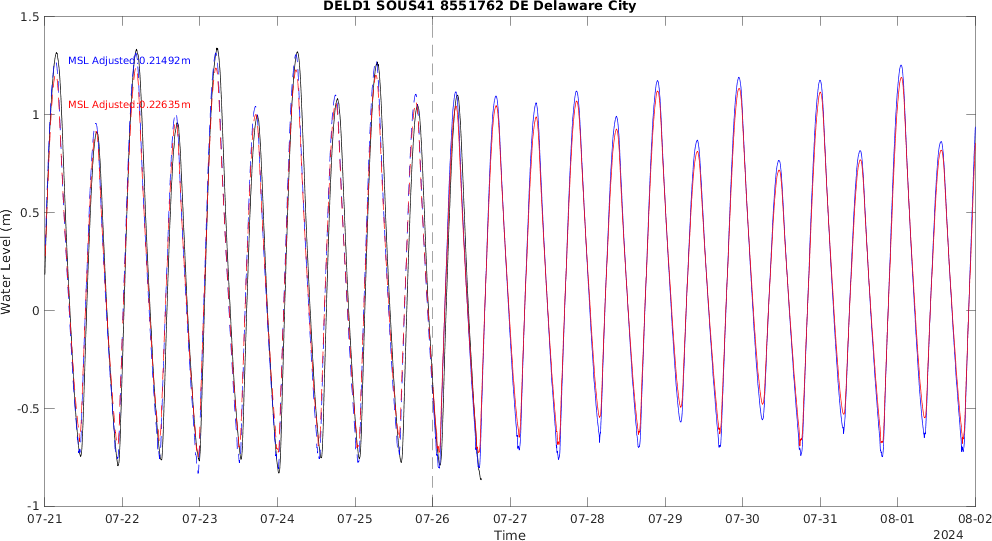 DELD1 SOUS41 8551762 DE Delaware City
1.5
MSL Adjusted:0.21492m
MSL Adjusted:0.22635m
1
0.5
0
-0.5
-1
Water Level (m)
07-21 07-22 07-23 07-24 07-25 07-26 07-27 07-28 07-29 07-30 07-31 08-01 08-02
Time
2024